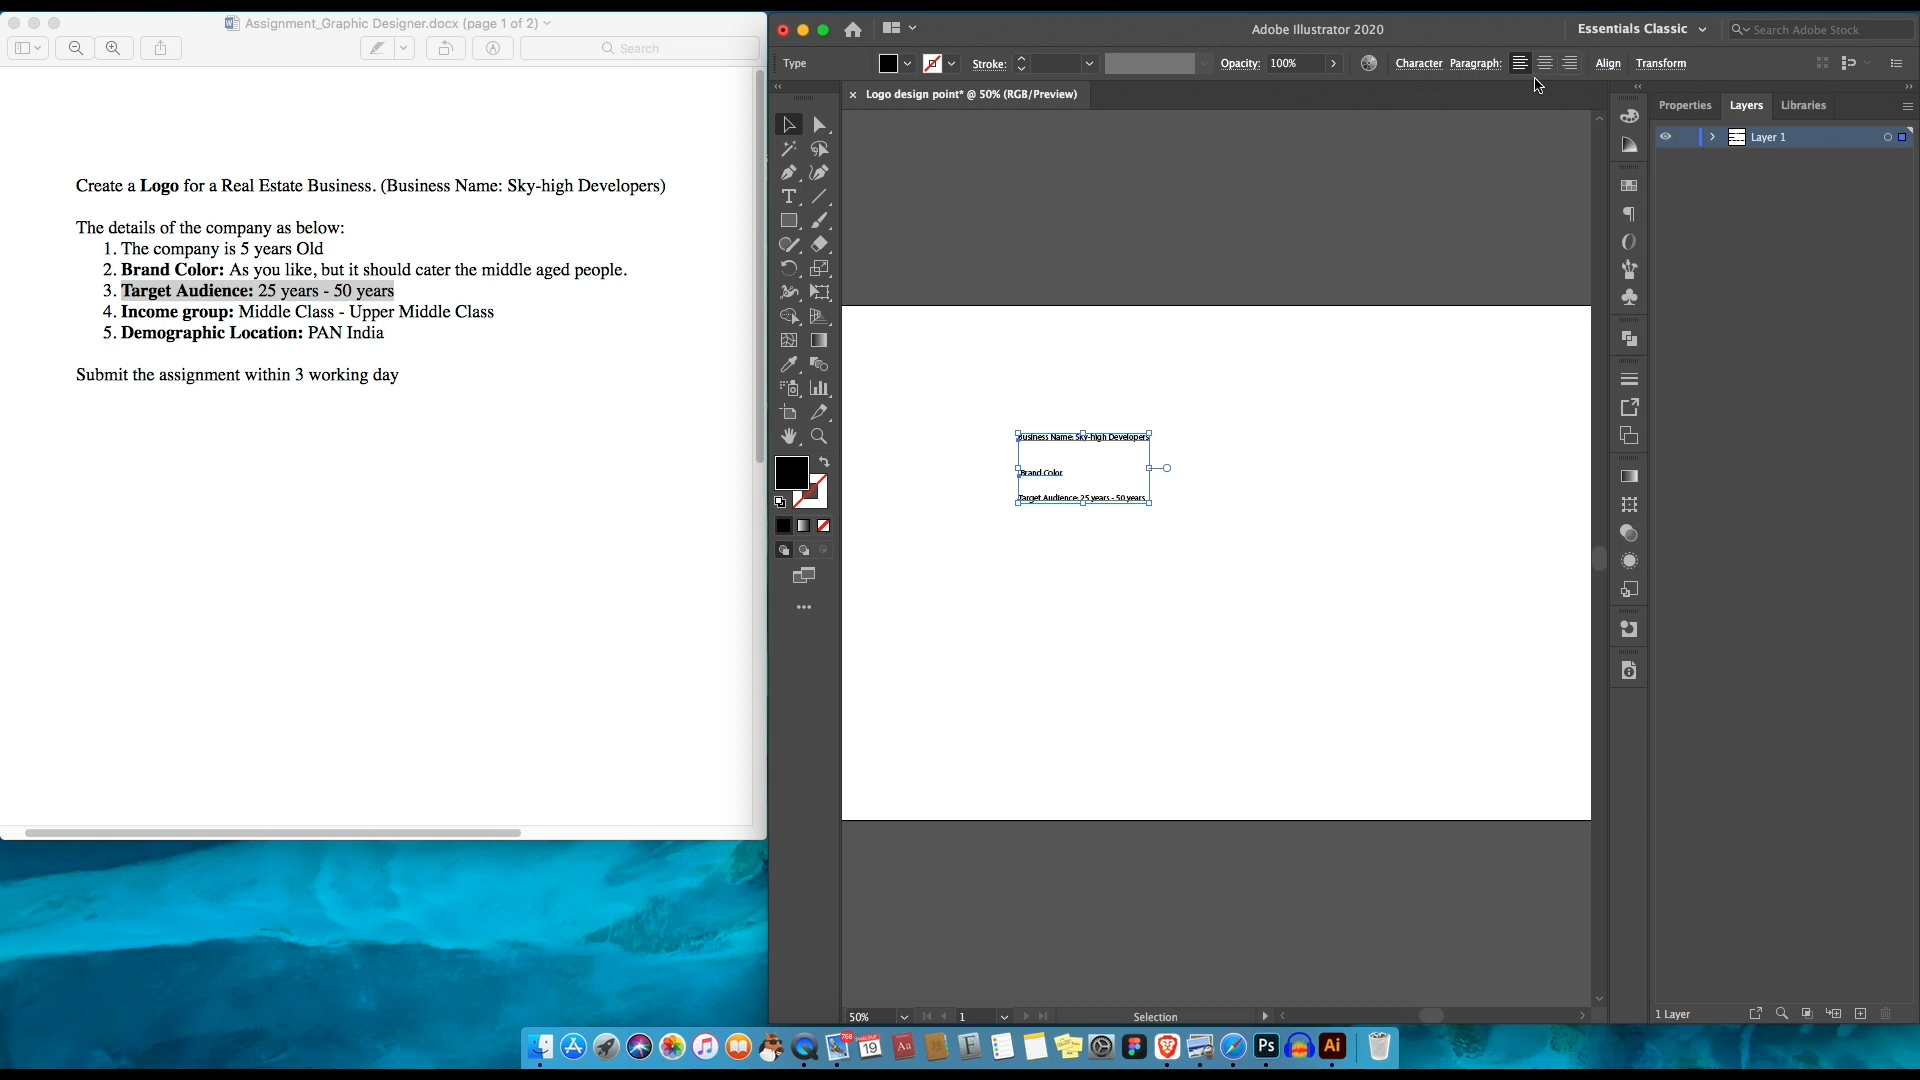 Assignment_Graphic Designer.docx (page 1 of 2)
Search
Create a Logo for a Real Estate Business. (Business Name: Sky-high Developers)
The details of the company as below:
1. The company is 5 years Old
2. Brand Color: As you like, but it should cater the middle aged people.
3. Target Audience: 25 years - 50 years
4. Income group: Middle Class - Upper Middle Class
5. Demographic Location: PAN India
Submit the assignment within 3 working day
Adobe Illustrator 2020
Essentials Classic
Search Adobe Stock
Type
Stroke:
Opacity: 100%
Character
Paragraph:
Align
Transform
Logo design point* @ 50% (RGB/Preview)
Properties
Layers
Libraries
Layer 1
Business Name: Sky-high Developers
Brand Color
Target Audience: 25 years - 50 years
50%
1
Selection
1 Layer
768
19
Aa
Ps
Ai